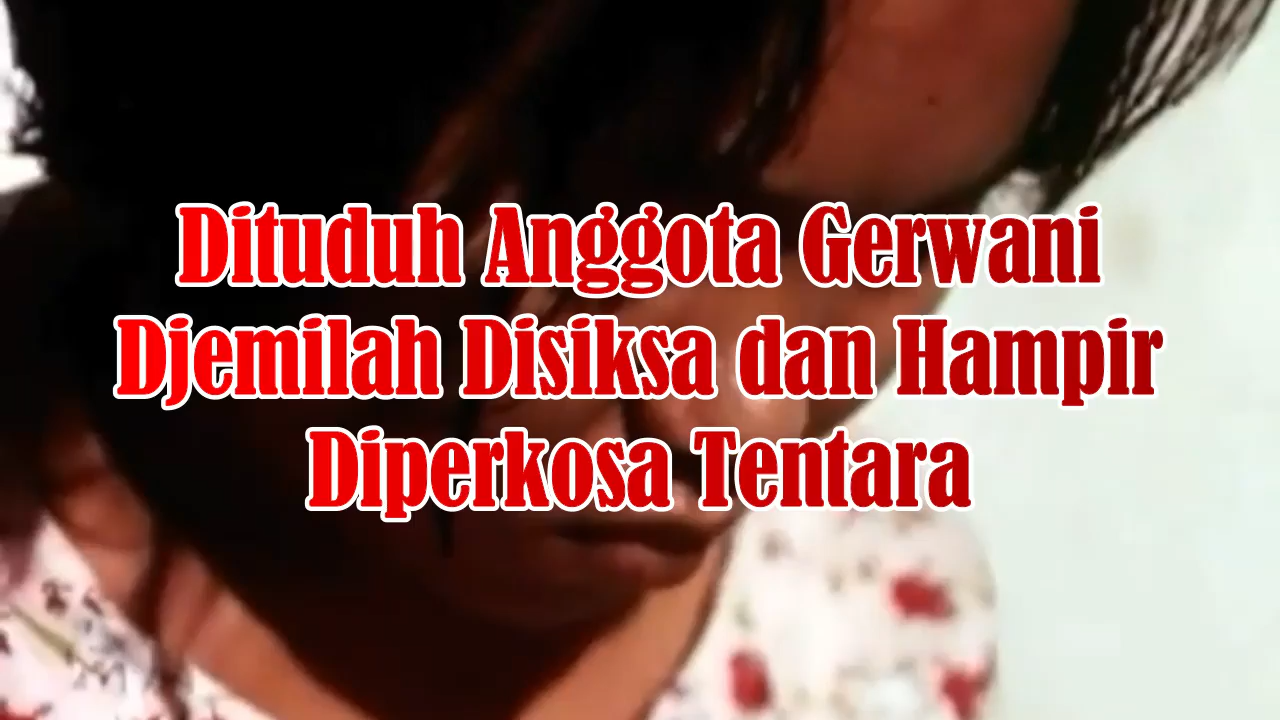 Dituduh Anggota Gerwani
Djemilah Disiksa dan Hampir
Diperkosa Tentara